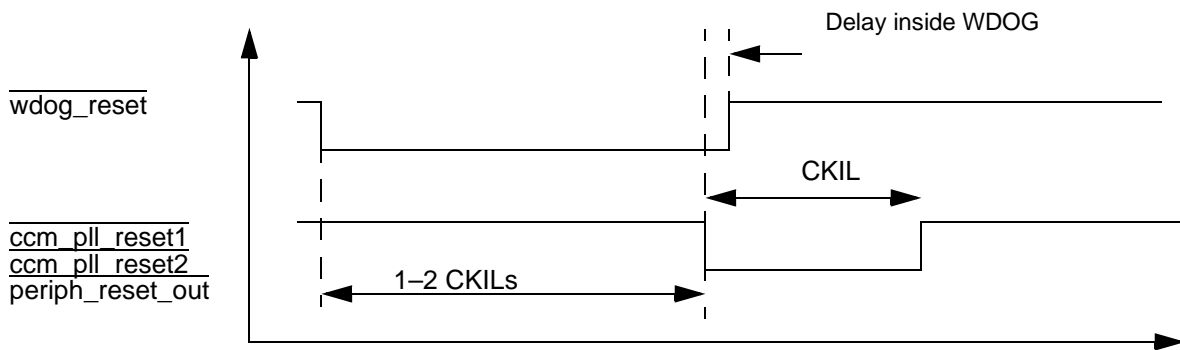 Delay inside WDOG
wdog_reset
CKIL
ccm_pll_reset1
ccm_pll_reset2
periph_reset_out
1–2 CKILs